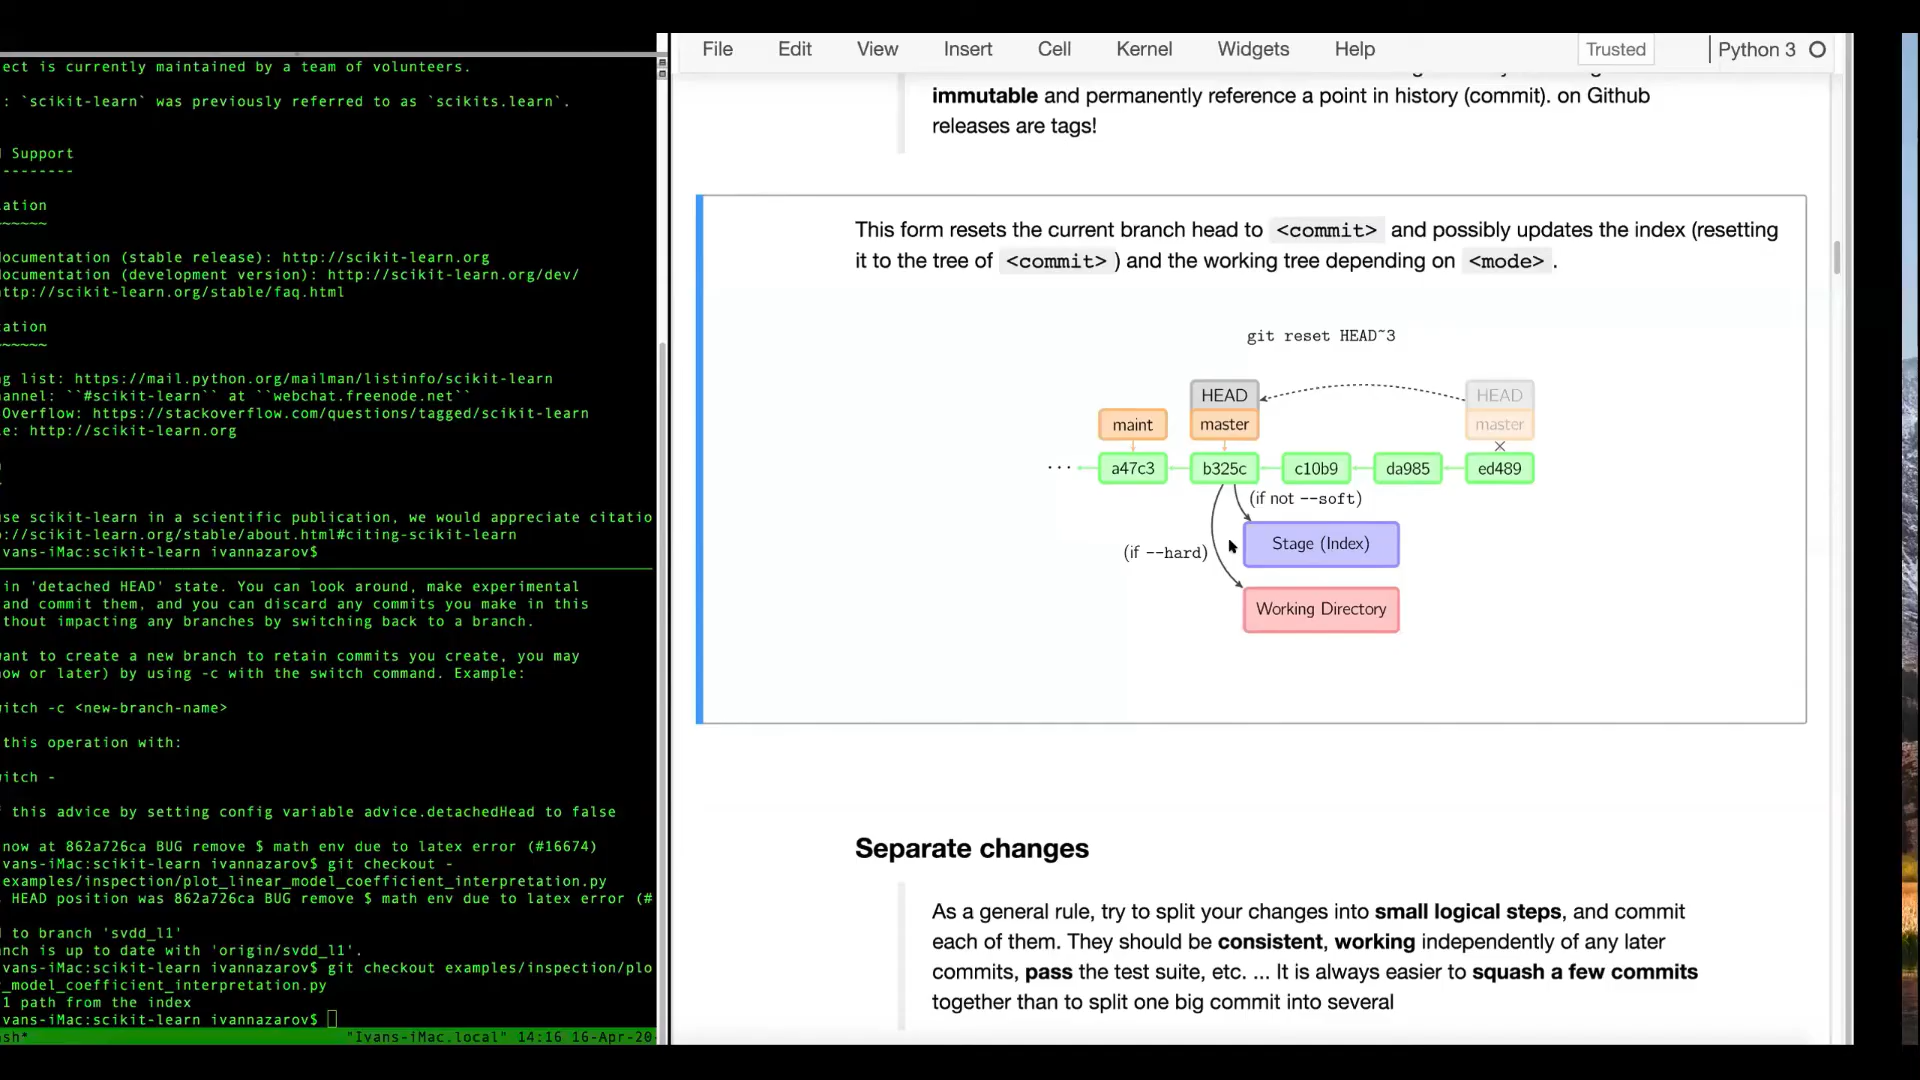 ect is currently maintained by a team of volunteers.
: `scikit-learn` was previously referred to as `scikits.learn`.
Support
--------
ation
~~~~~~
ocumentation (stable release): http://scikit-learn.org
ocumentation (development version): http://scikit-learn.org/dev/
ttp://scikit-learn.org/stable/faq.html
cation
~~~~~~
g list: https://mail.python.org/mailman/listinfo/scikit-learn
annel: ``#scikit-learn`` at ``webchat.freenode.net``
Overflow: https://stackoverflow.com/questions/tagged/scikit-learn
e: http://scikit-learn.org
use scikit-learn in a scientific publication, we would appreciate citatio
://scikit-learn.org/stable/about.html#citing-scikit-learn
vans-iMac:scikit-learn ivannazarov$
in 'detached HEAD' state. You can look around, make experimental
and commit them, and you can discard any commits you make in this
thout impacting any branches by switching back to a branch.
ant to create a new branch to retain commits you create, you may
ow or later) by using -c with the switch command. Example:
itch -c <new-branch-name>
this operation with:
itch -
this advice by setting config variable advice.detachedHead to false
now at 862a726ca BUG remove $ math env due to latex error (#16674)
vans-iMac:scikit-learn ivannazarov$ git checkout -
examples/inspection/plot_linear_model_coefficient_interpretation.py
HEAD position was 862a726ca BUG remove $ math env due to latex error (#
d to branch 'svdd_l1'
nch is up to date with 'origin/svdd_l1'.
vans-iMac:scikit-learn ivannazarov$ git checkout examples/inspection/plo
r_model_coefficient_interpretation.py
1 path from the index
vans-iMac:scikit-learn ivannazarov$
sh* "Ivans-iMac.local" 14:16 16-Apr-20
File Edit View Insert Cell Kernel Widgets Help Trusted Python 3
immutable and permanently reference a point in history (commit). on Github
releases are tags!
This form resets the current branch head to <commit> and possibly updates the index (resetting
it to the tree of <commit> ) and the working tree depending on <mode> .
git reset HEAD~3
HEAD HEAD
maint master master
... a47c3 b325c c10b9 da985 ed489
(if not --soft)
Stage (Index)
(if --hard)
Working Directory
Separate changes
As a general rule, try to split your changes into small logical steps, and commit
each of them. They should be consistent, working independently of any later
commits, pass the test suite, etc. ... It is always easier to squash a few commits
together than to split one big commit into several